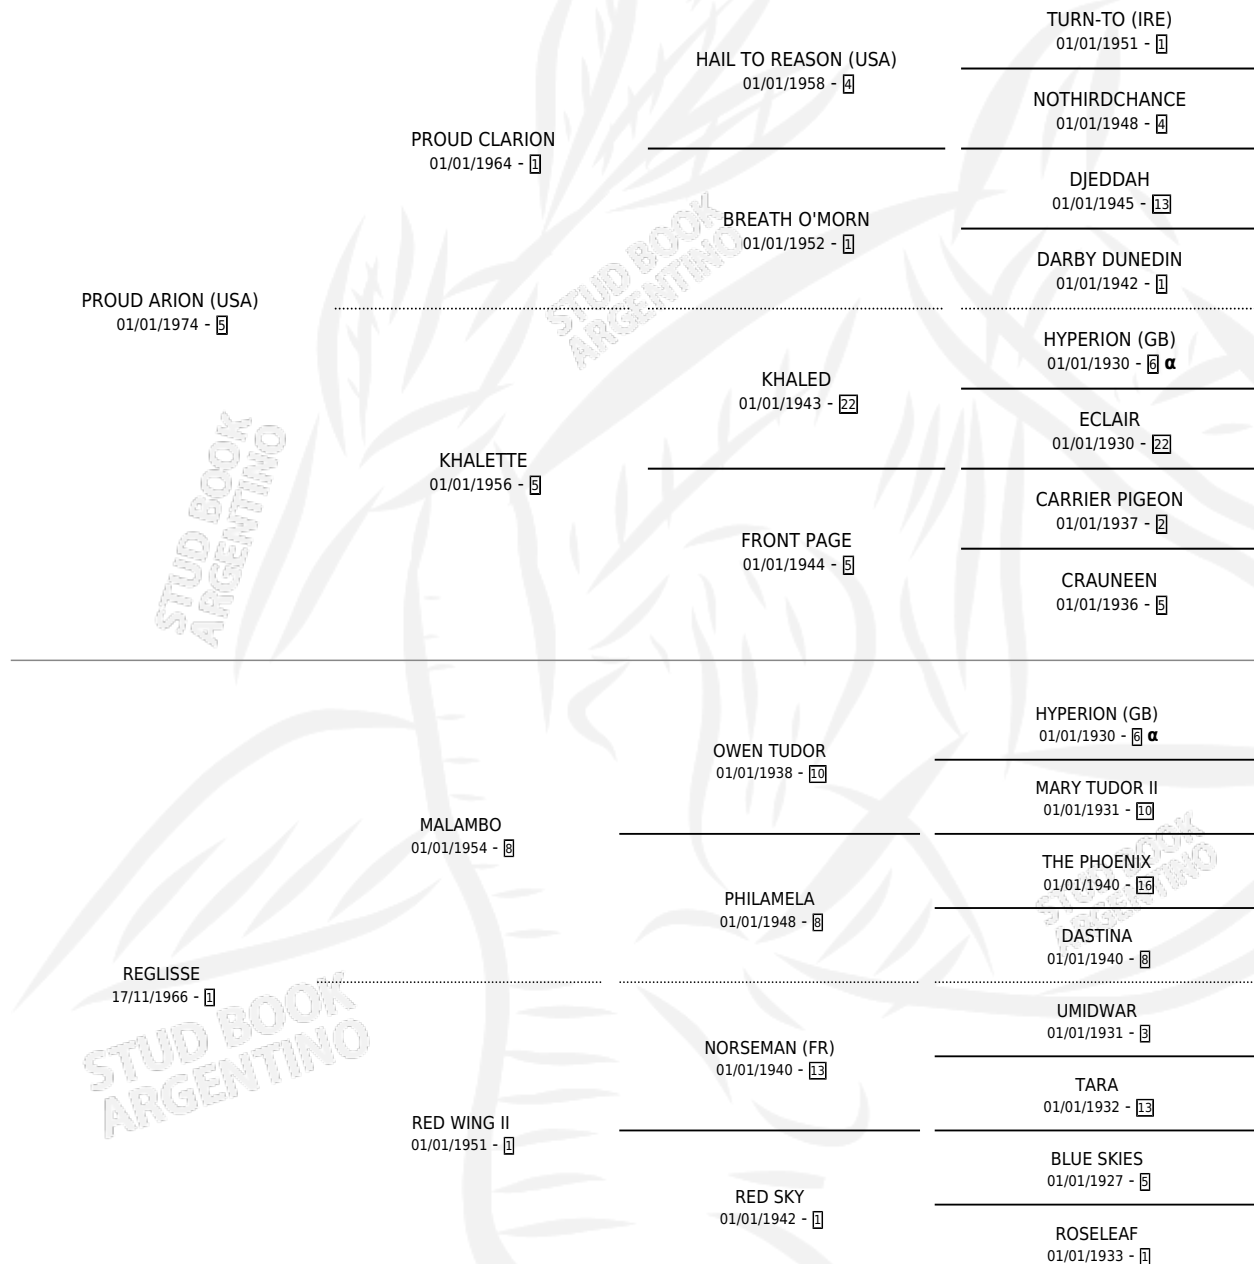 TURN-TO (IRE)
01/01/1951 - 1
HAIL TO REASON (USA)
01/01/1958 - 4
NOTHIRDCHANCE
01/01/1948 - 4
PROUD CLARION
01/01/1964 - 1
DJEDDAH
01/01/1945 - 13
BREATH O'MORN
01/01/1952 - 1
DARBY DUNEDIN
01/01/1942 - 1
STUD BOOK
ARGENTINO
PROUD ARION (USA)
01/01/1974 - 5
HYPERION (GB)
01/01/1930 - 6 α
KHALED
01/01/1943 - 22
ECLAIR
01/01/1930 - 22
KHALETTE
01/01/1956 - 5
CARRIER PIGEON
01/01/1937 - 2
FRONT PAGE
01/01/1944 - 5
CRAUNEEN
01/01/1936 - 5
STUD BOOK
ARGENTINO
HYPERION (GB)
01/01/1930 - 6 α
OWEN TUDOR
01/01/1938 - 10
MARY TUDOR II
01/01/1931 - 10
MALAMBO
01/01/1954 - 8
THE PHOENIX
01/01/1940 - 16
PHILAMELA
01/01/1948 - 8
DASTINA
01/01/1940 - 8
STUD BOOK
ARGENTINO
REGLISSE
17/11/1966 - 1
UMIDWAR
01/01/1931 - 3
NORSEMAN (FR)
01/01/1940 - 13
TARA
01/01/1932 - 13
STUD BOOK
ARGENTINO
RED WING II
01/01/1951 - 1
BLUE SKIES
01/01/1927 - 5
RED SKY
01/01/1942 - 1
ROSELEAF
01/01/1933 - 1